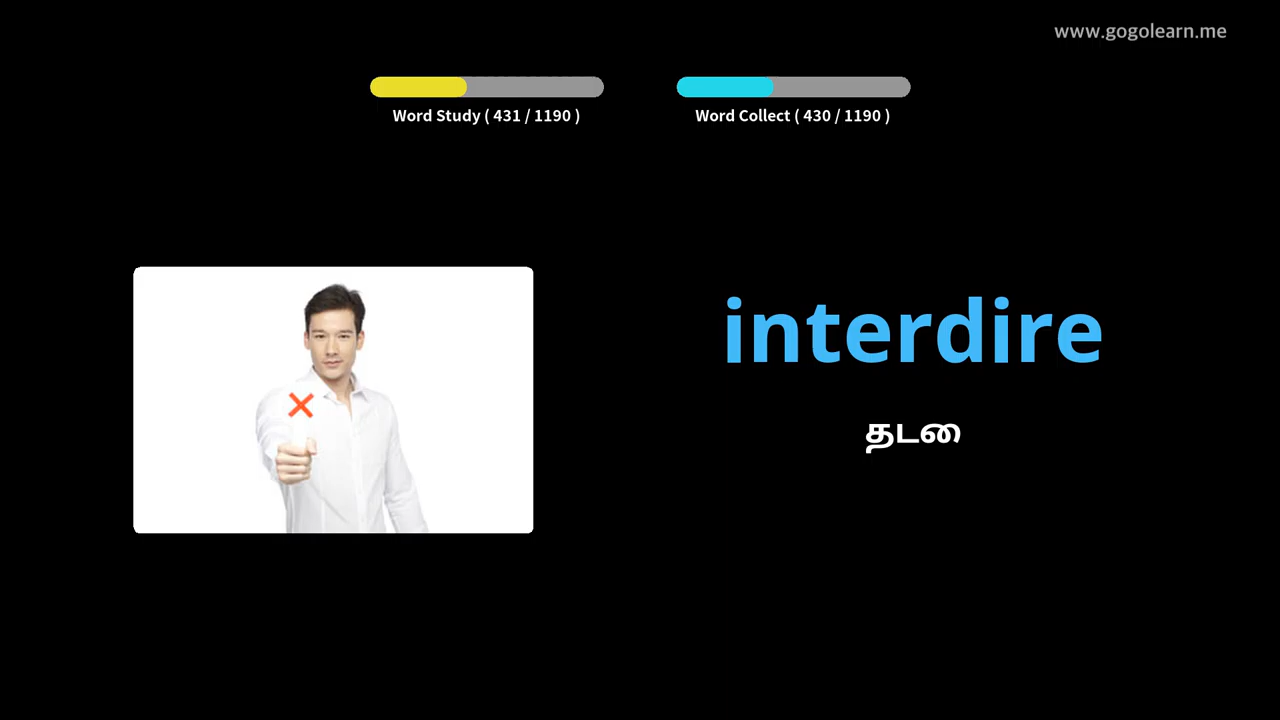 www.gogolearn.me
Word Study ( 431 / 1190 )
Word Collect ( 430 / 1190 )
interdire
தடை